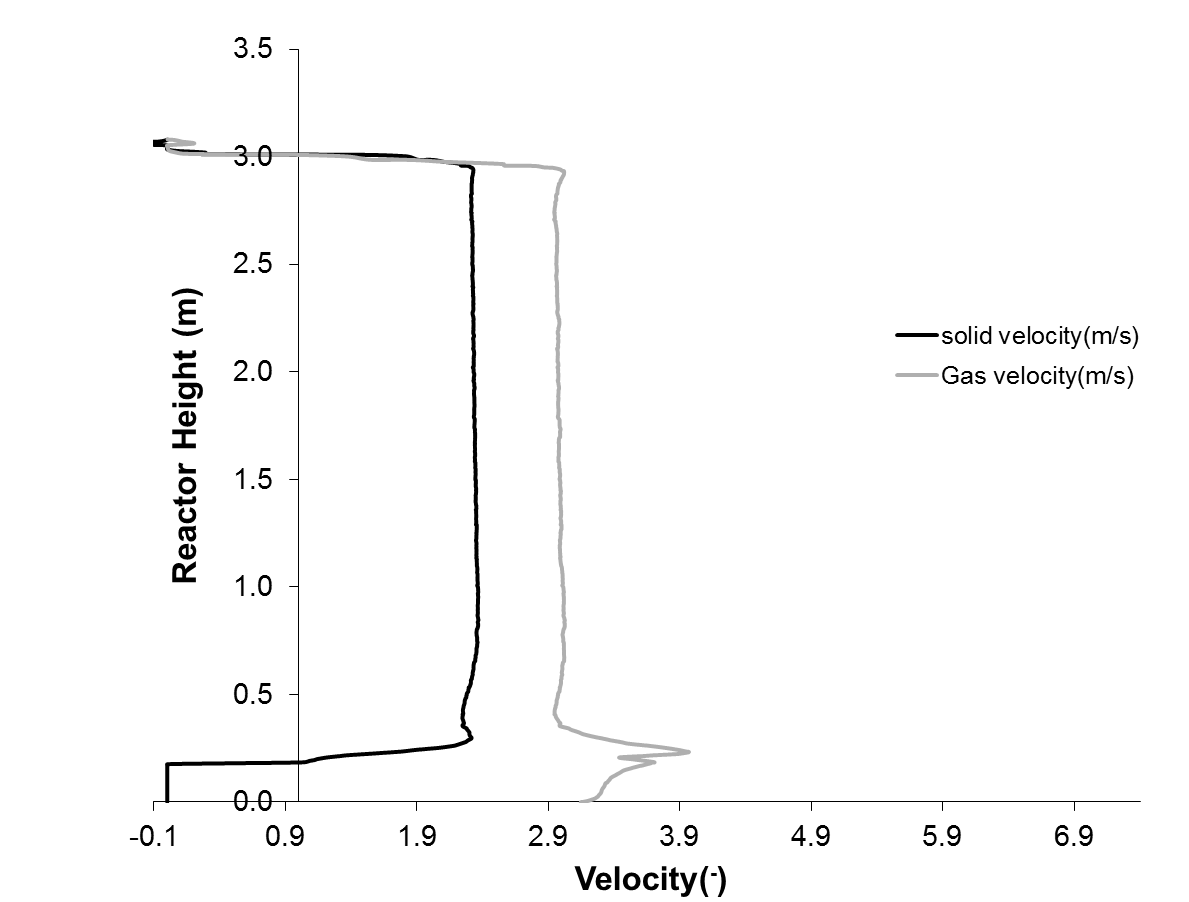 3.5
3.0
2.5
2.0
1.5
1.0
0.5
0.0
Reactor Height (m)
solid velocity(m/s)
Gas velocity(m/s)
-0.1 0.9 1.9 2.9 3.9 4.9 5.9 6.9
Velocity(-)